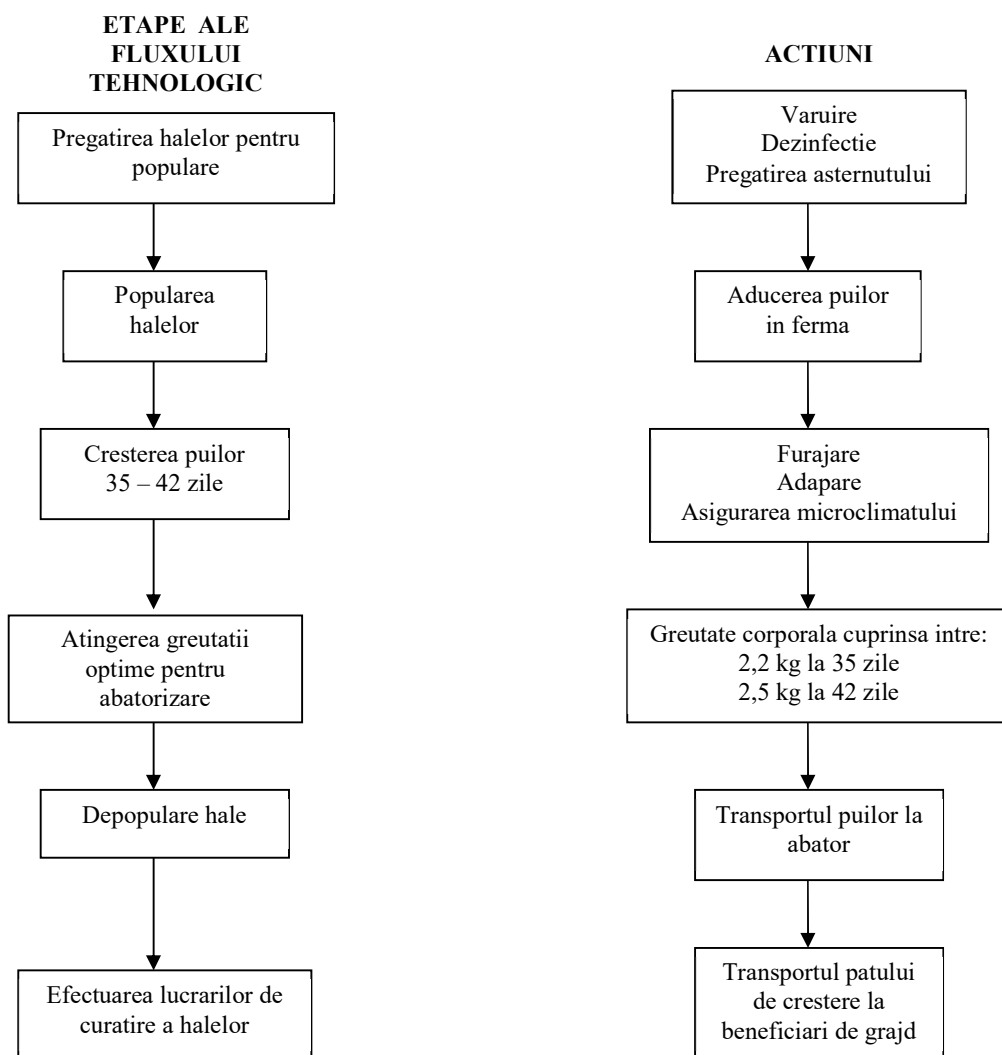 ETAPE ALE
FLUXULUI
TEHNOLOGIC
Pregatirea halelor pentru
populare
Popularea
halelor
Cresterea puilor
35 – 42 zile
Atingerea greutatii
optime pentru
abatorizare
Depopulare hale
Efectuarea lucrarilor de
curatire a halelor
ACTIUNI
Varuire
Dezinfectie
Pregatirea asternutului
Aducerea puilor
in ferma
Furajare
Adapare
Asigurarea microclimatului
Greutate corporala cuprinsa intre:
2,2 kg la 35 zile
2,5 kg la 42 zile
Transportul puilor la
abator
Transportul patului
de crestere la
beneficiari de grajd